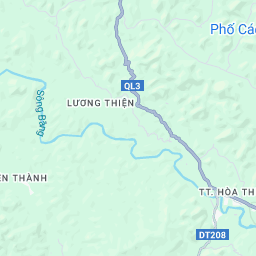 Phố Các
QL3
LƯƠNG THIỆN
Sông Bằng
ÊN THÀNH
TT. HÒA TH
DT208